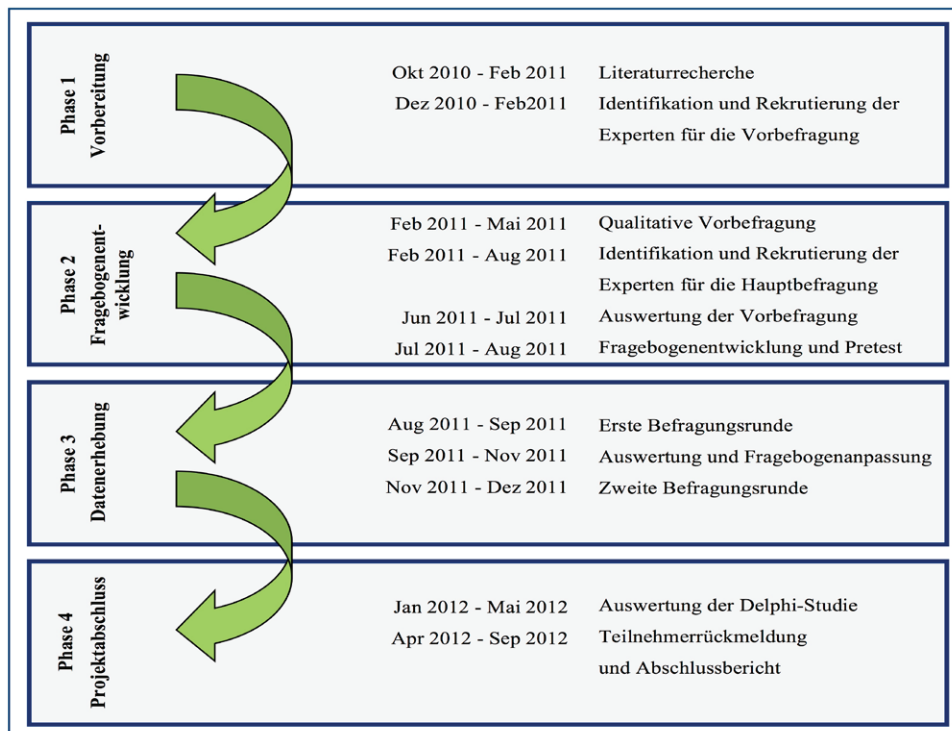 Phase 1
Vorbereitung
Okt 2010 - Feb 2011 Literaturrecherche
Dez 2010 - Feb2011 Identifikation und Rekrutierung der
Experten für die Vorbefragung
Phase 2
Fragebogenent-
wicklung
Feb 2011 - Mai 2011 Qualitative Vorbefragung
Feb 2011 - Aug 2011 Identifikation und Rekrutierung der
Experten für die Hauptbefragung
Jun 2011 - Jul 2011 Auswertung der Vorbefragung
Jul 2011 - Aug 2011 Fragebogenentwicklung und Pretest
Phase 3
Datenerhebung
Aug 2011 - Sep 2011 Erste Befragungsrunde
Sep 2011 - Nov 2011 Auswertung und Fragebogenanpassung
Nov 2011 - Dez 2011 Zweite Befragungsrunde
Phase 4
Projektabschluss
Jan 2012 - Mai 2012 Auswertung der Delphi-Studie
Apr 2012 - Sep 2012 Teilnehmerrückmeldung
und Abschlussbericht